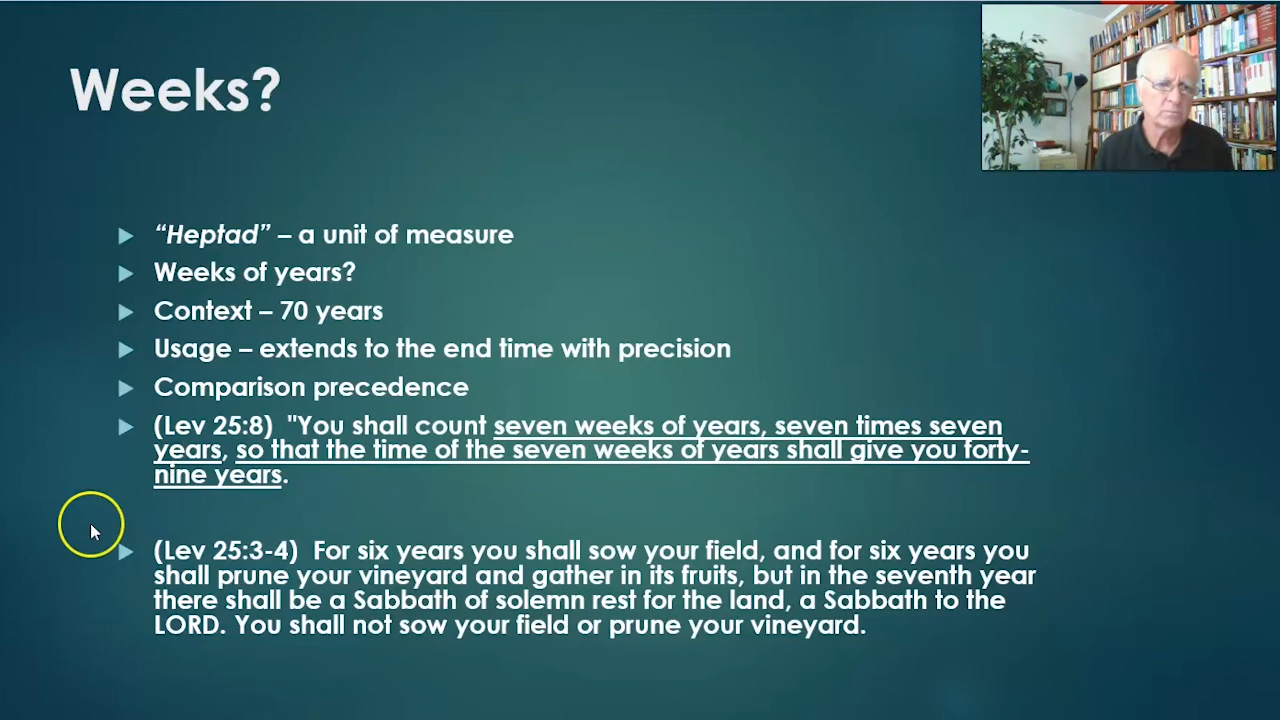 Weeks?
“Heptad” – a unit of measure
Weeks of years?
Context – 70 years
Usage – extends to the end time with precision
Comparison precedence
(Lev 25:8)  "You shall count seven weeks of years, seven times seven
years, so that the time of the seven weeks of years shall give you forty-
nine years.
(Lev 25:3-4)  For six years you shall sow your field, and for six years you
shall prune your vineyard and gather in its fruits, but in the seventh year
there shall be a Sabbath of solemn rest for the land, a Sabbath to the
LORD. You shall not sow your field or prune your vineyard.